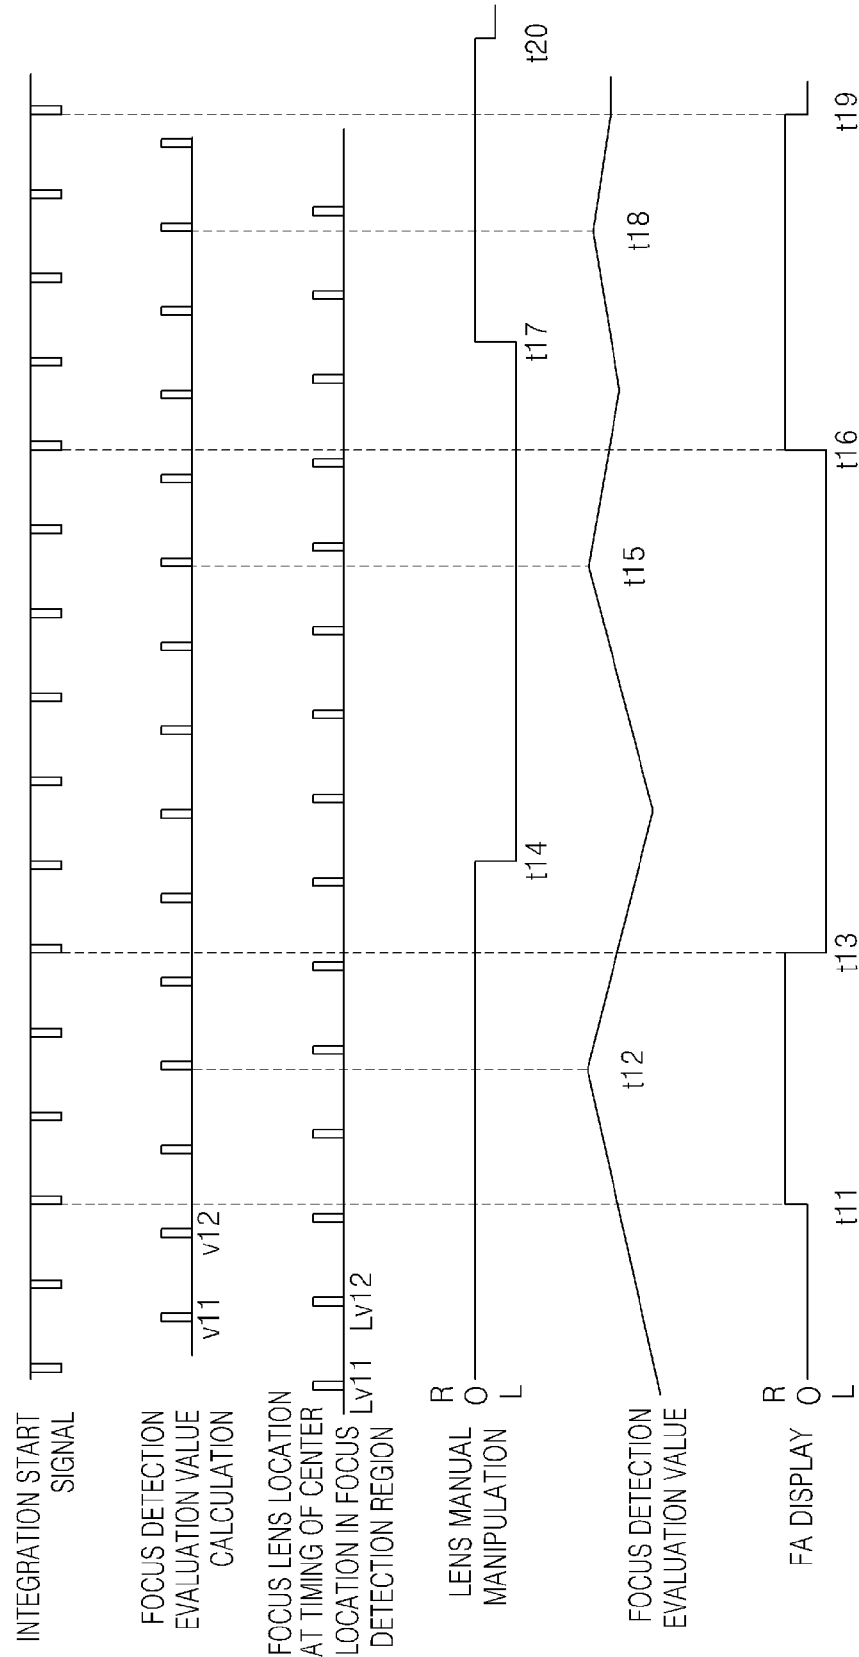 INTEGRATION START
SIGNAL
FOCUS DETECTION
EVALUATION VALUE
CALCULATION
v11
v12
FOCUS LENS LOCATION
AT TIMING OF CENTER
LOCATION IN FOCUS
DETECTION REGION
Lv11
Lv12
LENS MANUAL
MANIPULATION
R
O
L
t14
t17
t20
FOCUS DETECTION
EVALUATION VALUE
t12
t15
t18
FA DISPLAY
R
O
L
t11
t13
t16
t19